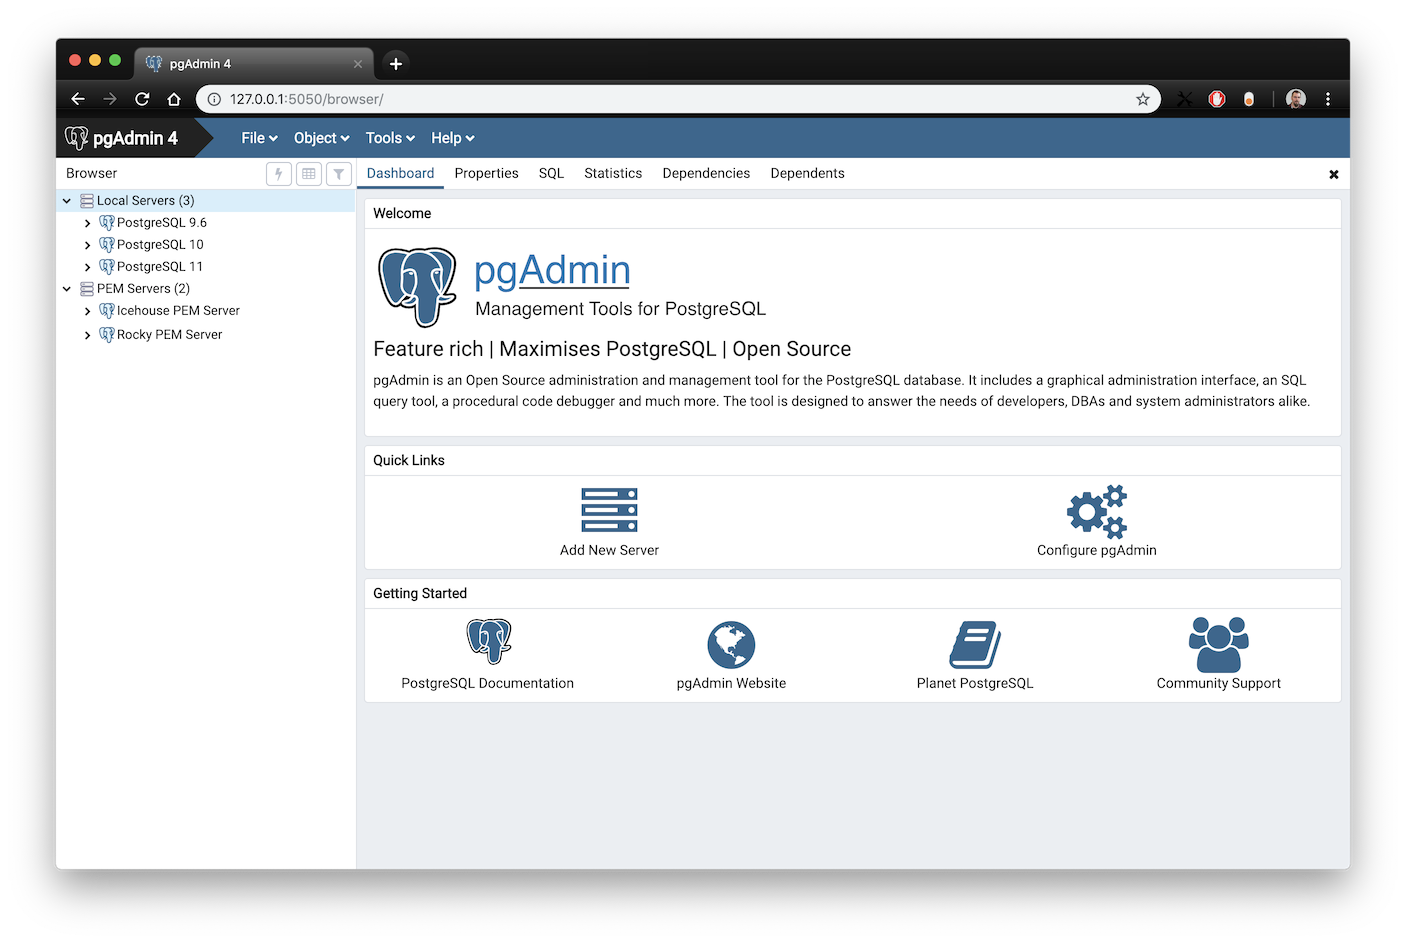 pgAdmin 4
127.0.0.1:5050/browser/
pgAdmin 4
File Object Tools Help
Browser
Dashboard Properties SQL Statistics Dependencies Dependents
Local Servers (3)
PostgreSQL 9.6
PostgreSQL 10
PostgreSQL 11
PEM Servers (2)
Icehouse PEM Server
Rocky PEM Server
Welcome
pgAdmin
Management Tools for PostgreSQL
Feature rich | Maximises PostgreSQL | Open Source
pgAdmin is an Open Source administration and management tool for the PostgreSQL database. It includes a graphical administration interface, an SQL
query tool, a procedural code debugger and much more. The tool is designed to answer the needs of developers, DBAs and system administrators alike.
Quick Links
Add New Server
Configure pgAdmin
Getting Started
PostgreSQL Documentation
pgAdmin Website
Planet PostgreSQL
Community Support